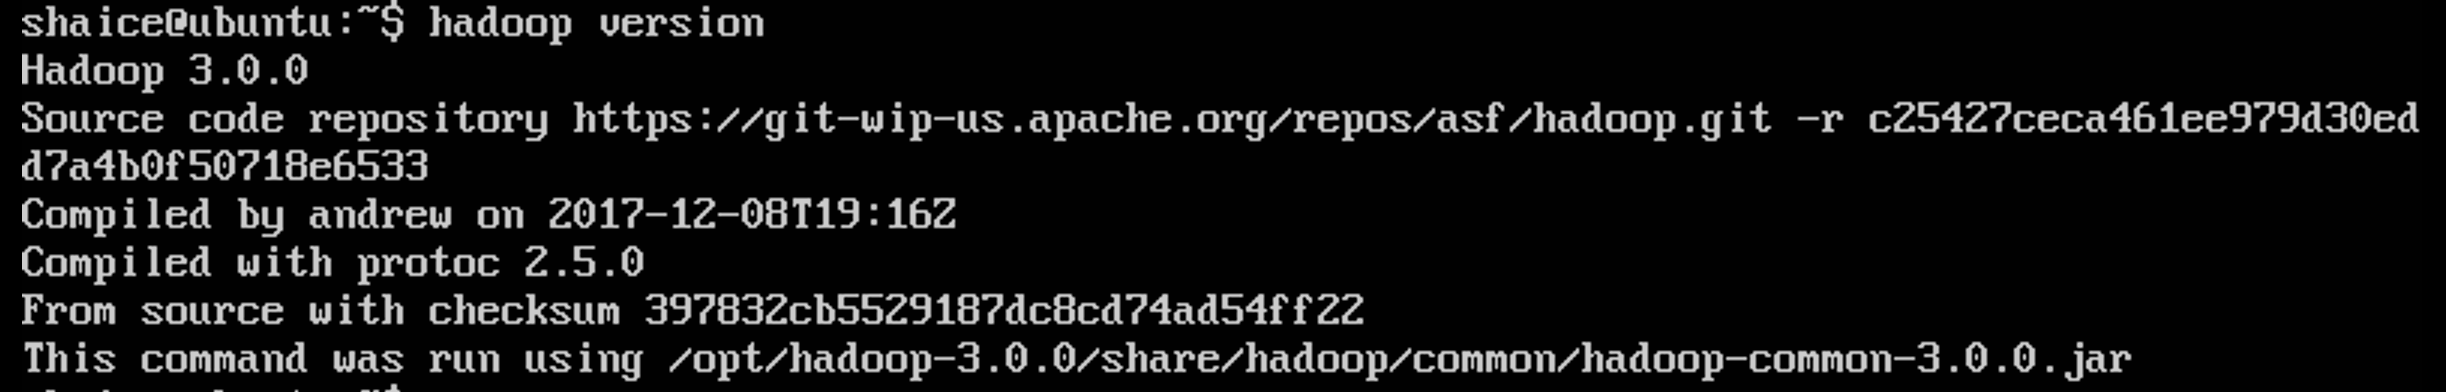 shaice@ubuntu:~$ hadoop version
Hadoop 3.0.0
Source code repository https://git-wip-us.apache.org/repos/asf/hadoop.git -r c25427ceca461ee979d30ed
d7a4b0f50718e6533
Compiled by andrew on 2017-12-08T19:16Z
Compiled with protoc 2.5.0
From source with checksum 397832cb5529187dc8cd74ad54ff22
This command was run using /opt/hadoop-3.0.0/share/hadoop/common/hadoop-common-3.0.0.jar